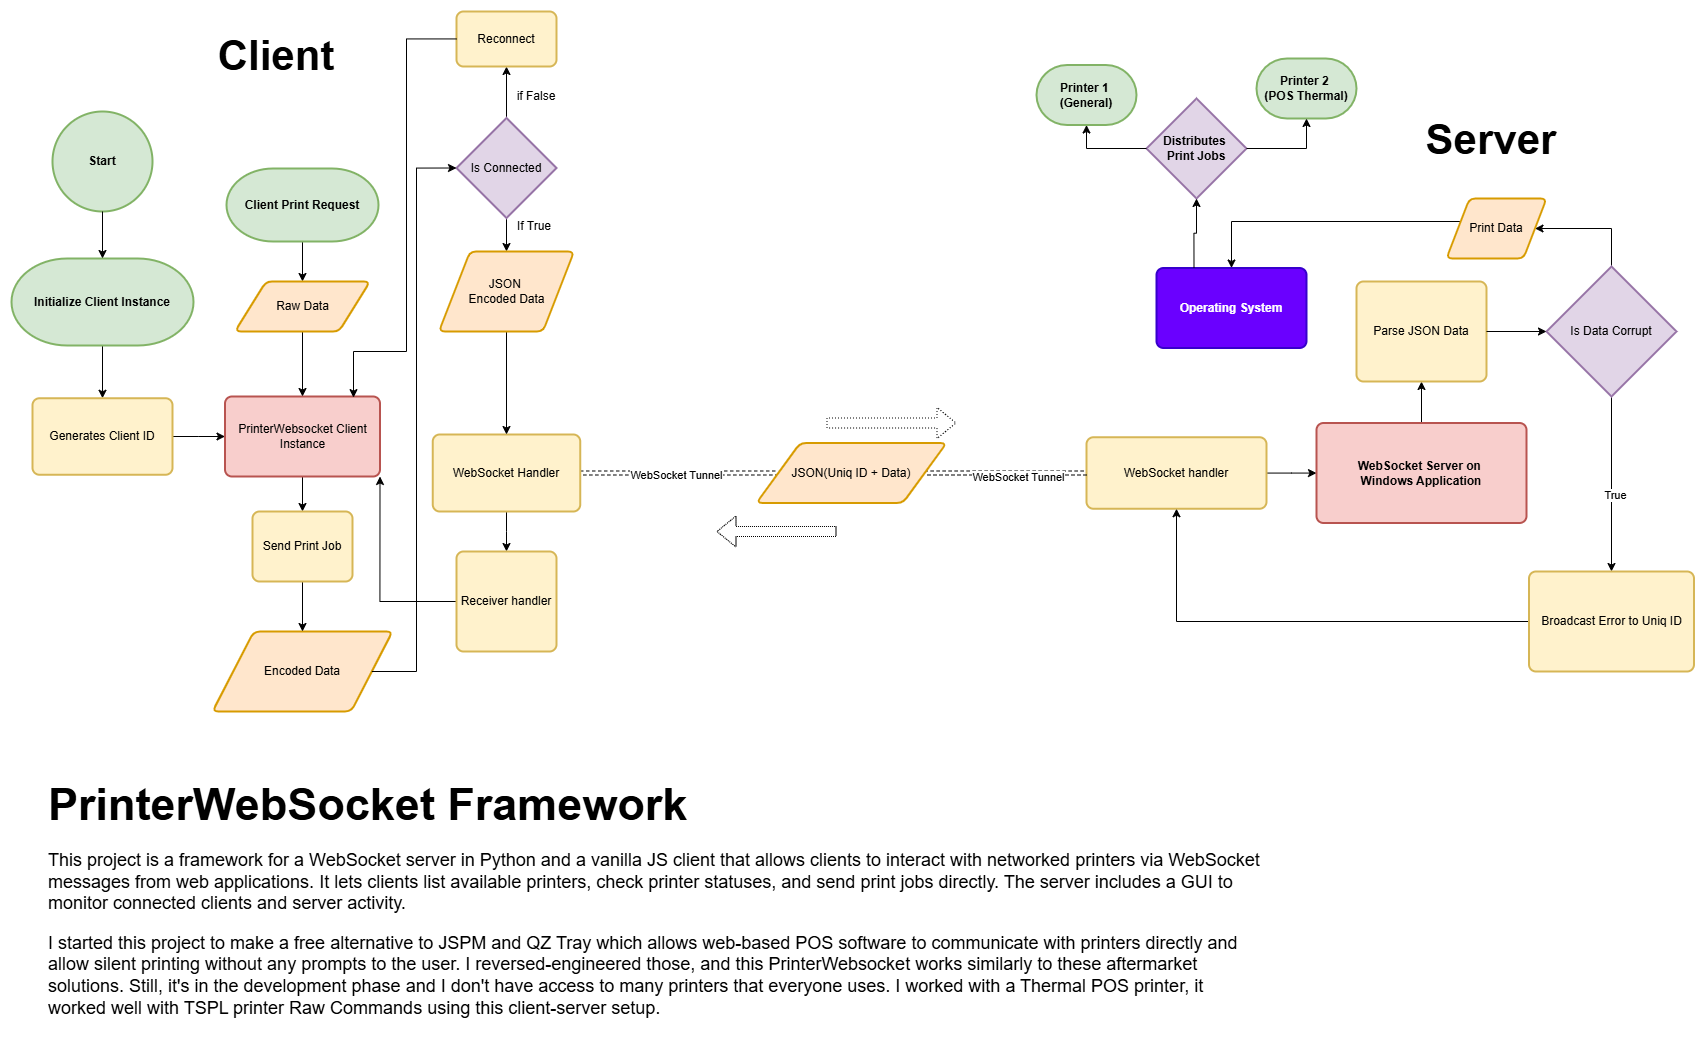 Client
Reconnect
if False
Start
Is Connected
Client Print Request
If True
Initialize Client Instance
Raw Data
JSON
Encoded Data
Generates Client ID
PrinterWebsocket Client
Instance
WebSocket Handler
Send Print Job
Receiver handler
Encoded Data
WebSocket Tunnel
JSON(Uniq ID + Data)
WebSocket Tunnel
Server
Printer 1
(General)
Printer 2
(POS Thermal)
Distributes
Print Jobs
Print Data
Operating System
Parse JSON Data
Is Data Corrupt
WebSocket handler
WebSocket Server on
Windows Application
True
Broadcast Error to Uniq ID
PrinterWebSocket Framework
This project is a framework for a WebSocket server in Python and a vanilla JS client that allows clients to interact with networked printers via WebSocket
messages from web applications. It lets clients list available printers, check printer statuses, and send print jobs directly. The server includes a GUI to
monitor connected clients and server activity.
I started this project to make a free alternative to JSPM and QZ Tray which allows web-based POS software to communicate with printers directly and
allow silent printing without any prompts to the user. I reversed-engineered those, and this PrinterWebsocket works similarly to these aftermarket
solutions. Still, it's in the development phase and I don't have access to many printers that everyone uses. I worked with a Thermal POS printer, it
worked well with TSPL printer Raw Commands using this client-server setup.